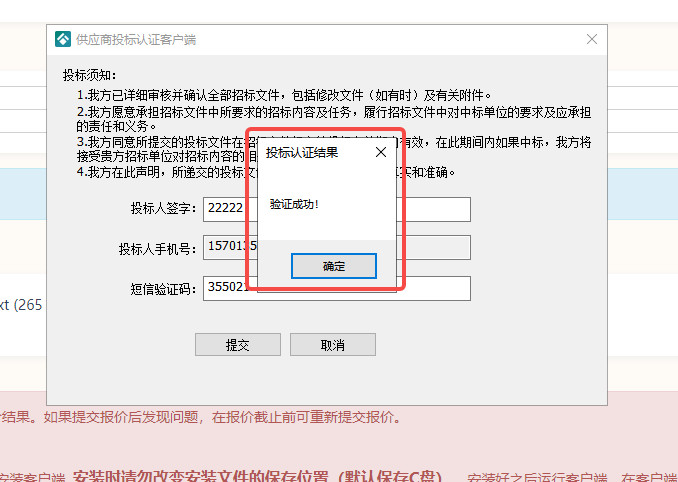 供应商投标认证客户端
投标须知：
1.我方已详细审核并确认全部招标文件，包括修改文件（如有时）及有关附件。
2.我方愿意承担招标文件中所要求的招标内容及任务，履行招标文件中对中标单位的要求及应承担
的责任和义务。
3.我方同意所提交的投标文件在招 有效，在此期间内如果中标，我方将
接受贵方招标单位对招标内容的
4.我方在此声明，所递交的投标文 实和准确。
投标认证结果
验证成功！
确定
投标人签字： 22222
投标人手机号： 1570135
短信验证码： 355021
提交 取消
xt (265
结果。如果提交报价后发现问题，在报价截止前可重新提交报价。
安装客户端 安装时请勿改变安装文件的保存位置（默认保存C盘） 安装好之后运行客户端，在客户端